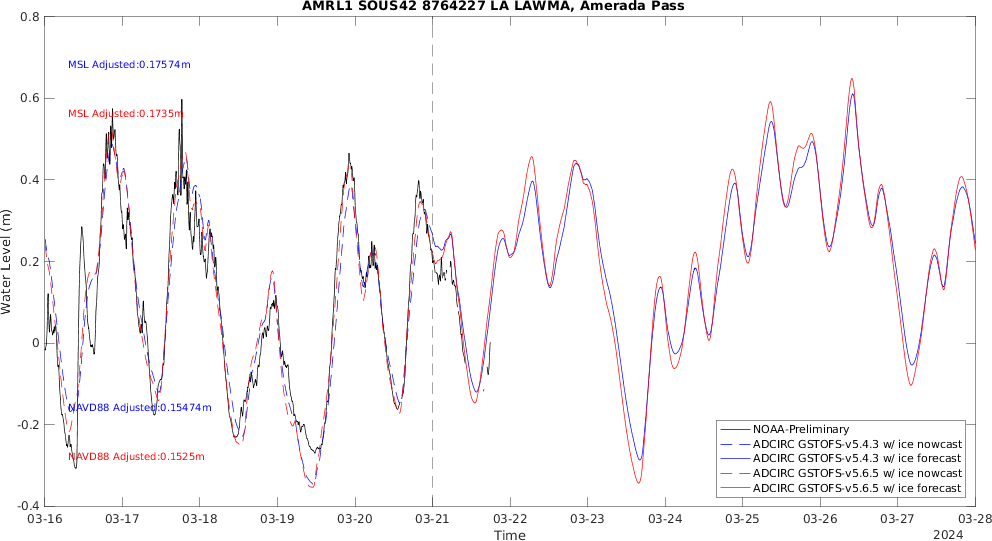 AMRL1 SOUS42 8764227 LA LAWMA, Amerada Pass
0.8
0.6
0.4
0.2
0
-0.2
-0.4
Water Level (m)
MSL Adjusted:0.17574m
MSL Adjusted:0.1735m
NAVD88 Adjusted:0.15474m
NAVD88 Adjusted:0.1525m
NOAA-Preliminary
ADCIRC GSTOFS-v5.4.3 w/ ice nowcast
ADCIRC GSTOFS-v5.4.3 w/ ice forecast
ADCIRC GSTOFS-v5.6.5 w/ ice nowcast
ADCIRC GSTOFS-v5.6.5 w/ ice forecast
03-16 03-17 03-18 03-19 03-20 03-21 03-22 03-23 03-24 03-25 03-26 03-27 03-28
Time
2024